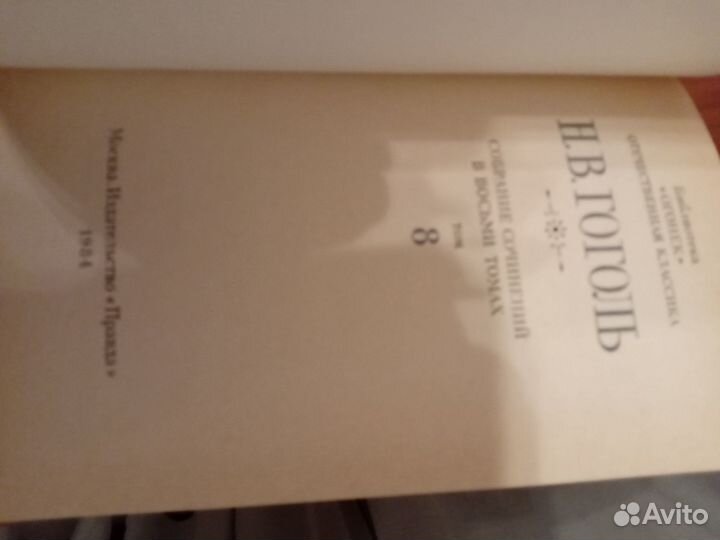 Библиотека
«ОГОНЕК»
ОТЕЧЕСТВЕННАЯ КЛАССИКА
Н.В.ГОГОЛЬ
СОБРАНИЕ СОЧИНЕНИЙ
В ВОСЬМИ ТОМАХ
ТОМ
8
Москва. Издательство «Правда»
1984
Avito